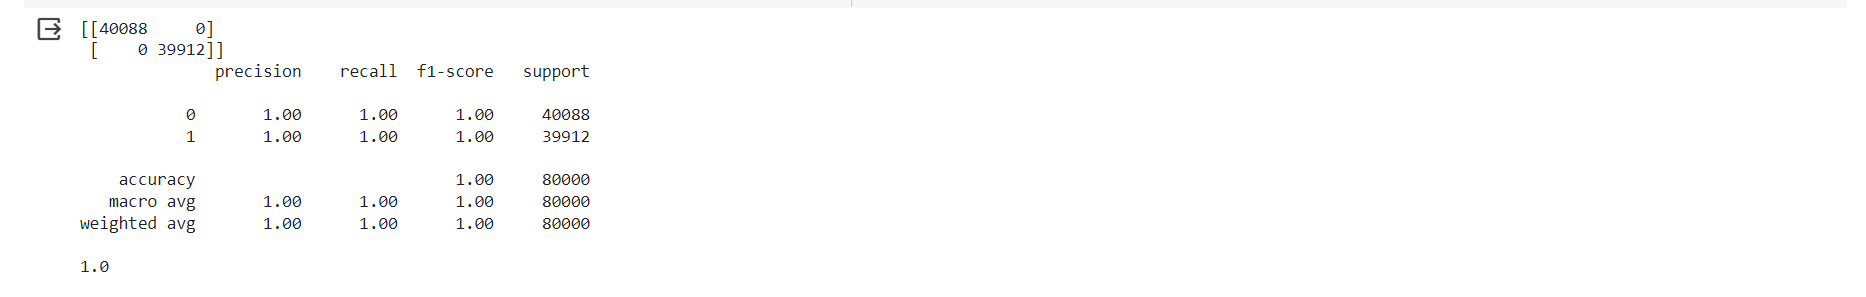 [[40088     0]
 [    0 39912]]
              precision    recall  f1-score   support

           0       1.00      1.00      1.00     40088
           1       1.00      1.00      1.00     39912

    accuracy                           1.00     80000
   macro avg       1.00      1.00      1.00     80000
weighted avg       1.00      1.00      1.00     80000

1.0